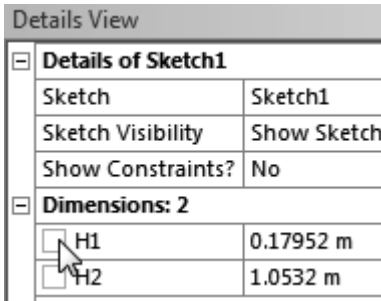 Details View
Details of Sketch1
Sketch Sketch1
Sketch Visibility Show Sketch
Show Constraints? No
Dimensions: 2
H1 0.17952 m
H2 1.0532 m